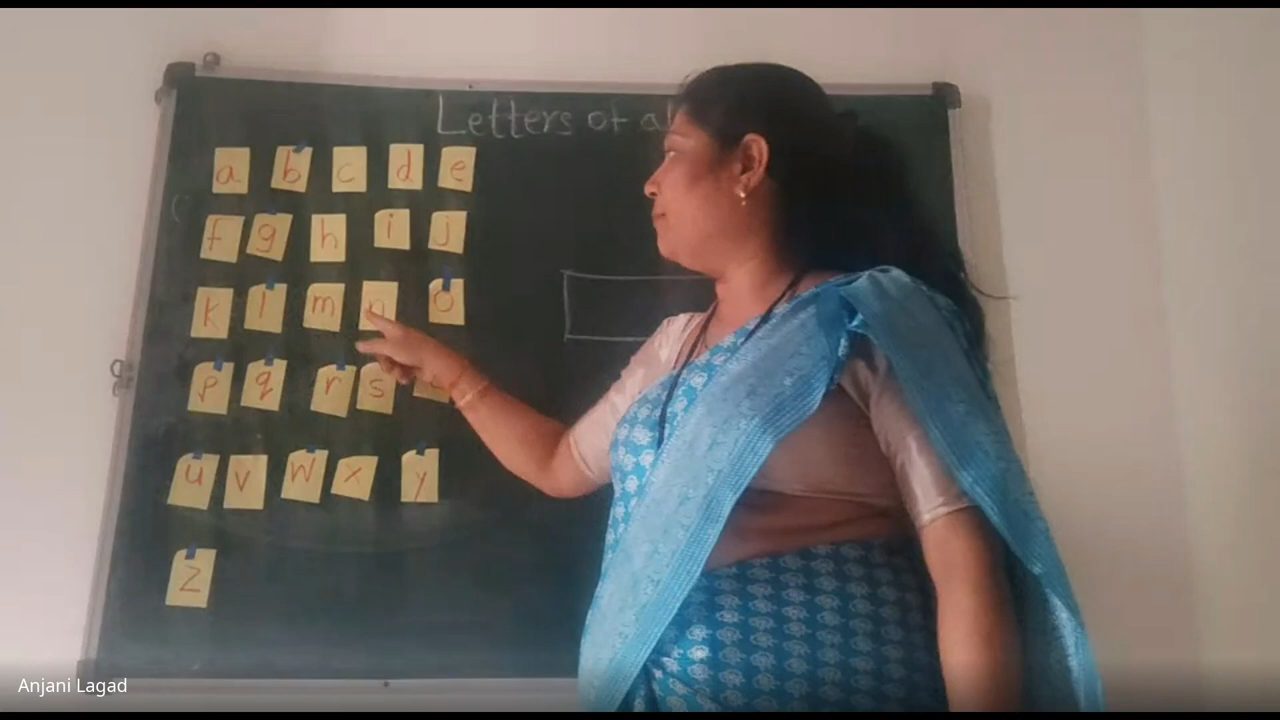 Letters of
a b c d e
f g h i j
k l m n o
p q r s
u v w x y
z
Anjani Lagad